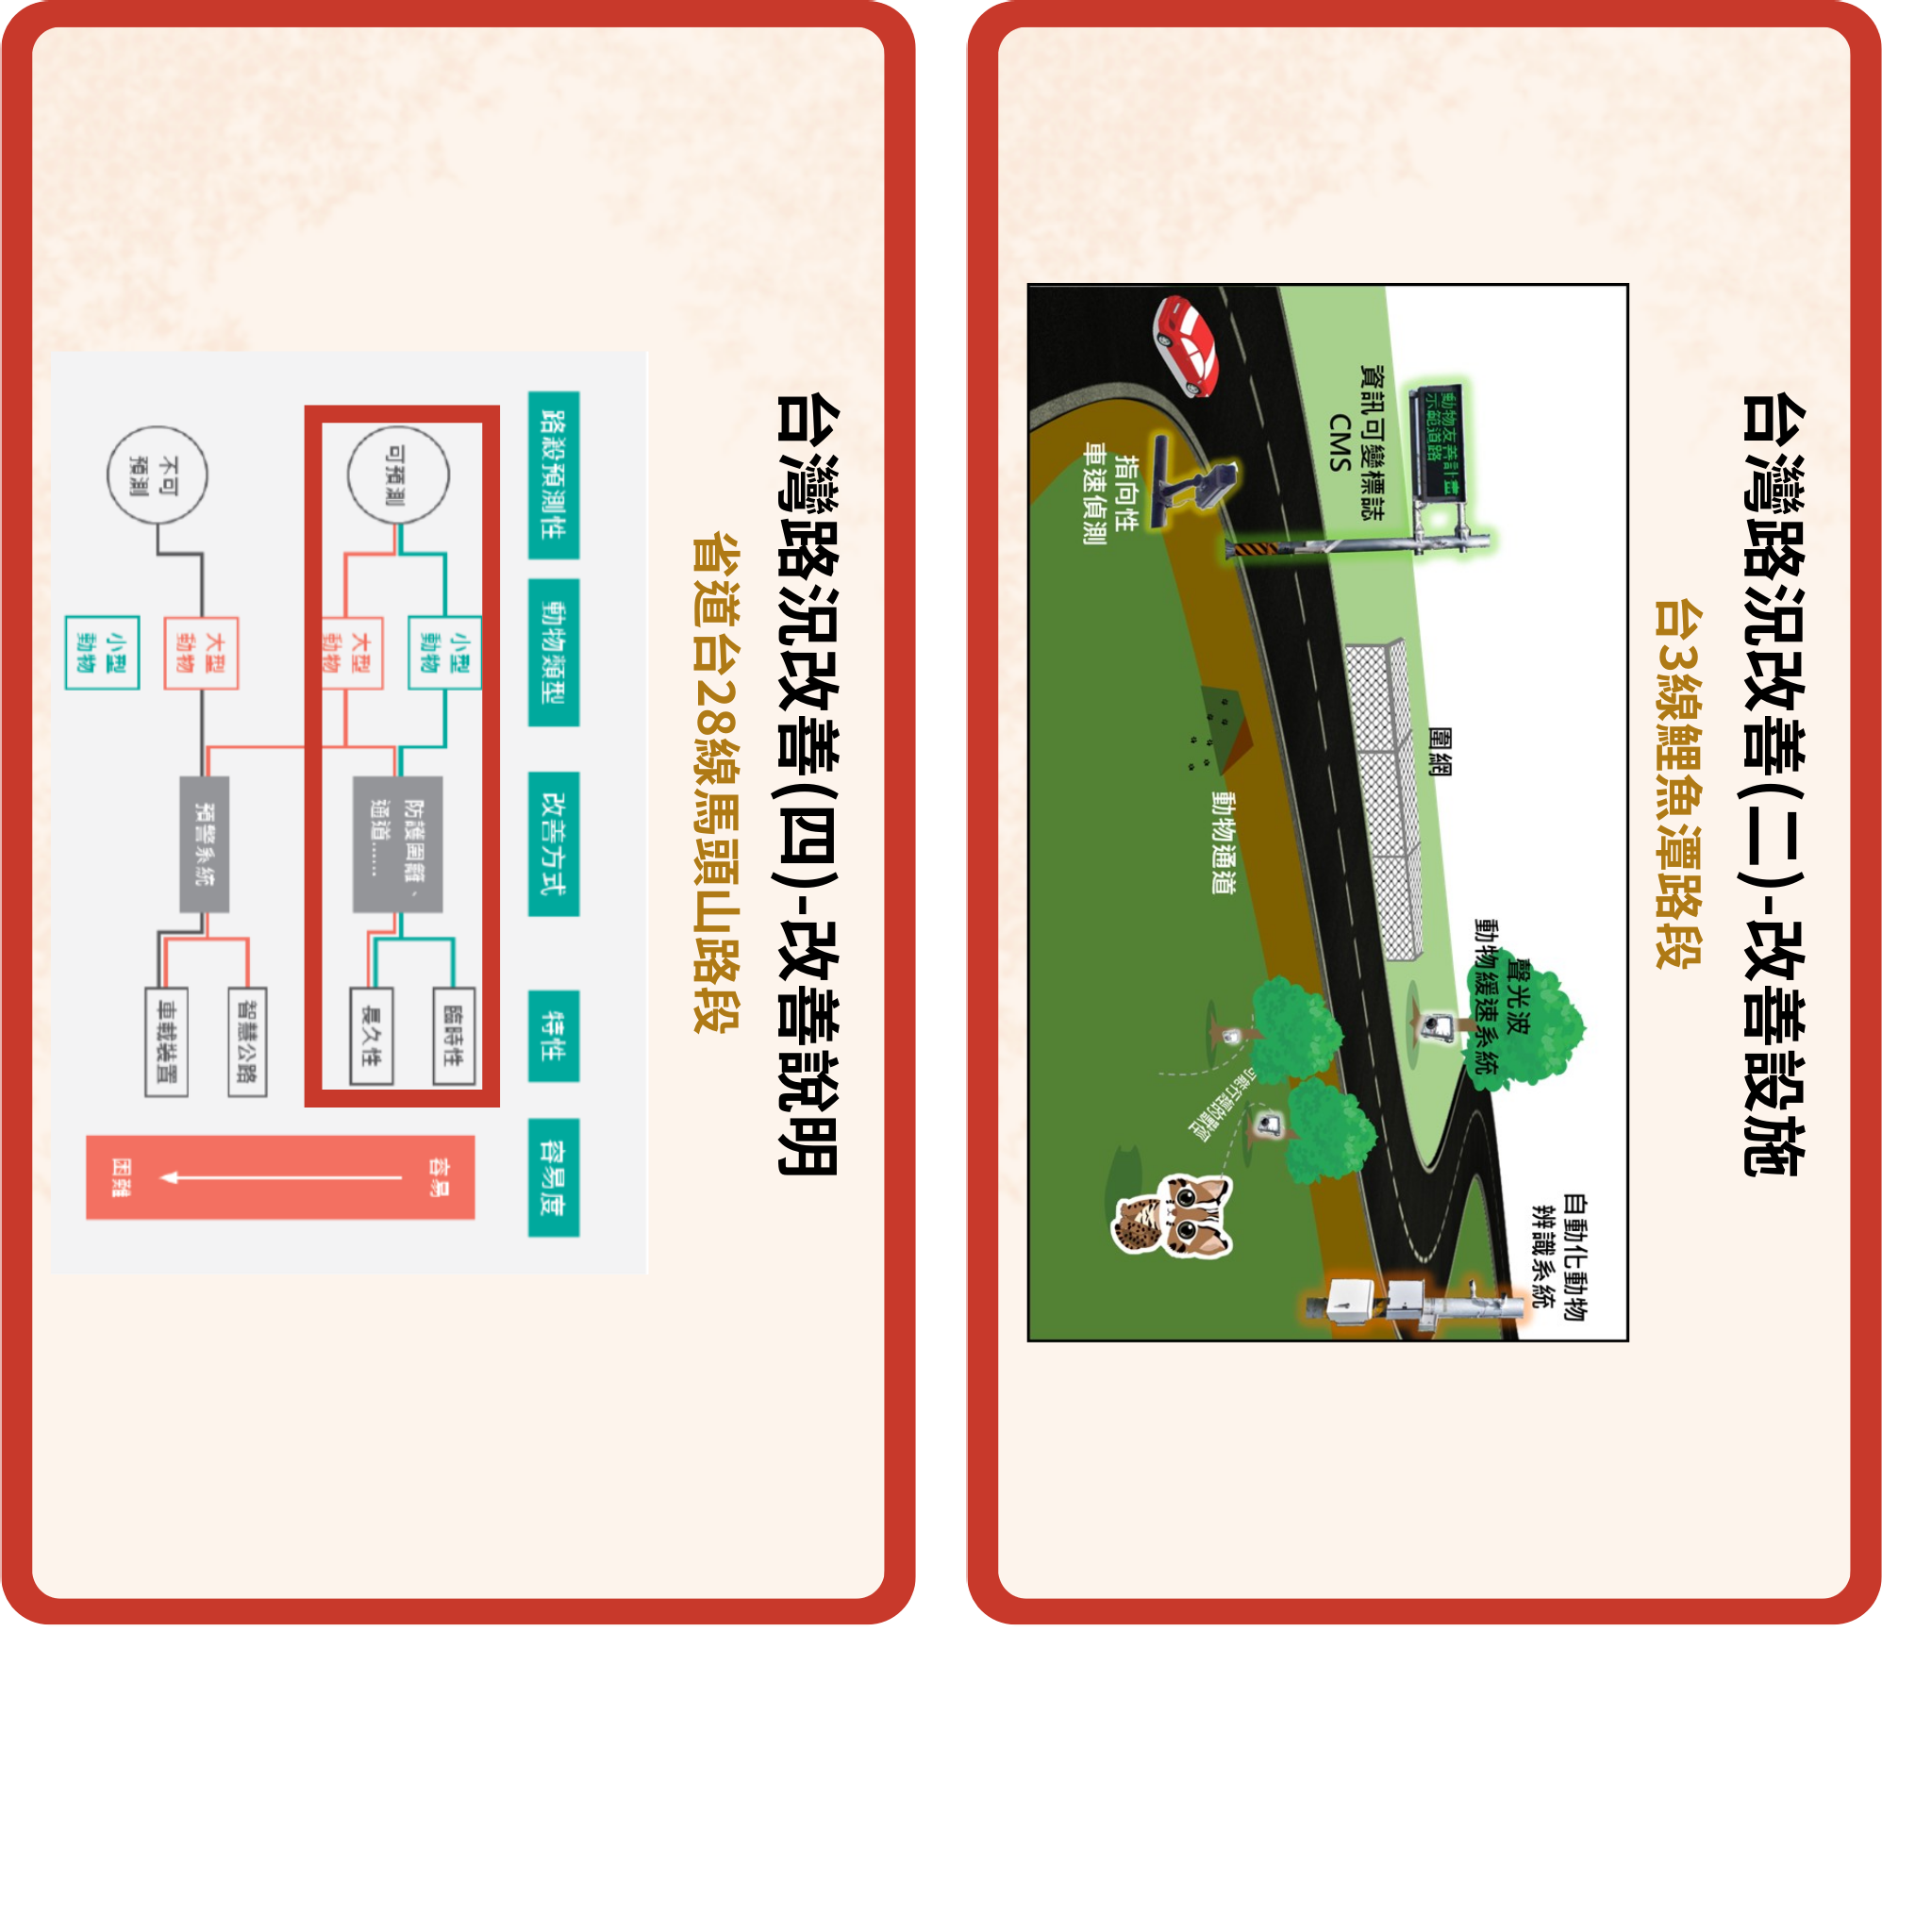 台灣路況改善(二)-改善設施
台3線鯉魚潭路段
動物友善計畫
示範道路
資訊可變標誌
CMS
指向性
車速偵測
圍網
動物通道
聲光波
動物緩速系統
可能行經的獸徑
自動化動物
辨識系統
台灣路況改善(四)-改善說明
省道台28線馬頭山路段
路殺預測性
動物類型
改善方式
特性
容易度
可預測
小型
動物
大型
動物
防護圍籬、
通道......
臨時性
長久性
容易
不可
預測
大型
動物
小型
動物
預警系統
智慧公路
車載裝置
困難